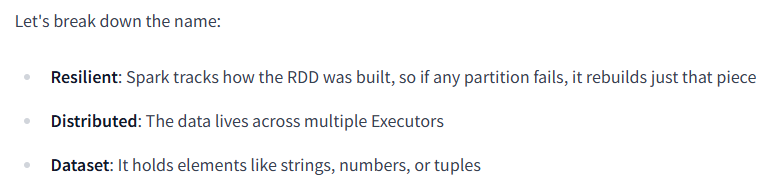 Let's break down the name:
Resilient: Spark tracks how the RDD was built, so if any partition fails, it rebuilds just that piece
Distributed: The data lives across multiple Executors
Dataset: It holds elements like strings, numbers, or tuples